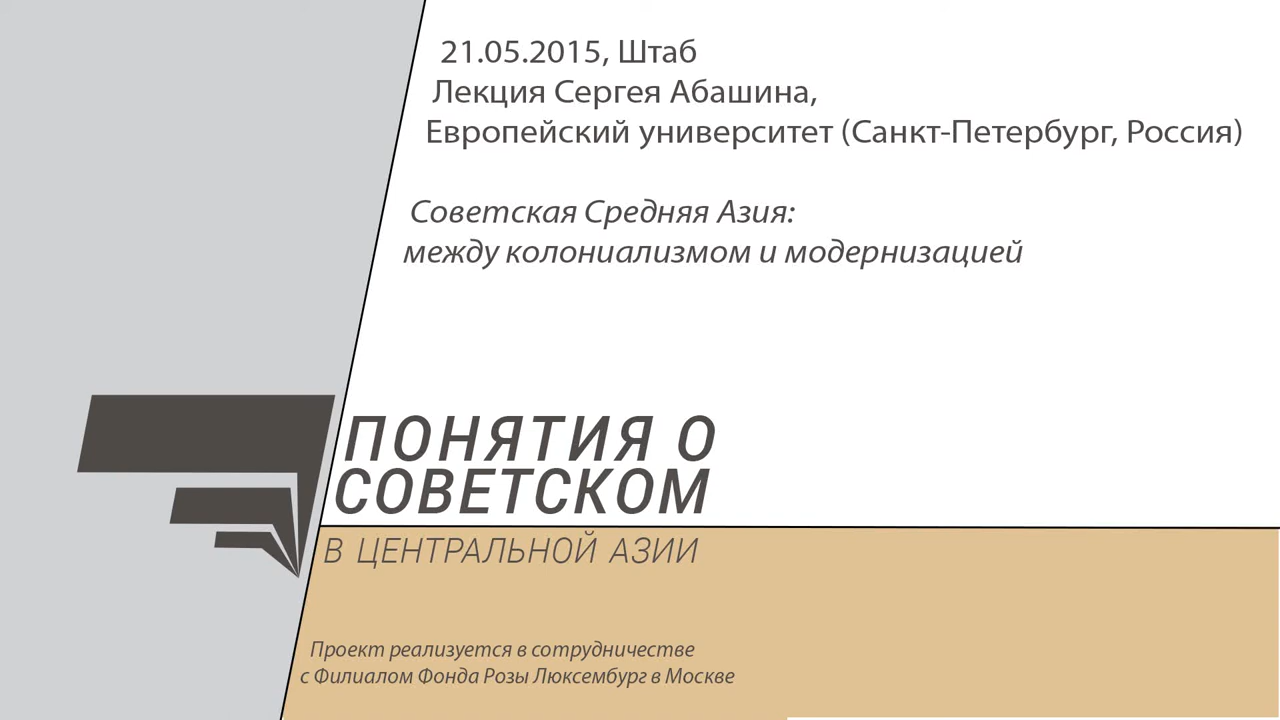 21.05.2015, Штаб
Лекция Сергея Абашина,
Европейский университет (Санкт-Петербург, Россия)
Советская Средняя Азия:
между колониализмом и модернизацией
ПОНЯТИЯ О
СОВЕТСКОМ
В ЦЕНТРАЛЬНОЙ АЗИИ
Проект реализуется в сотрудничестве
с Филиалом Фонда Розы Люксембург в Москве